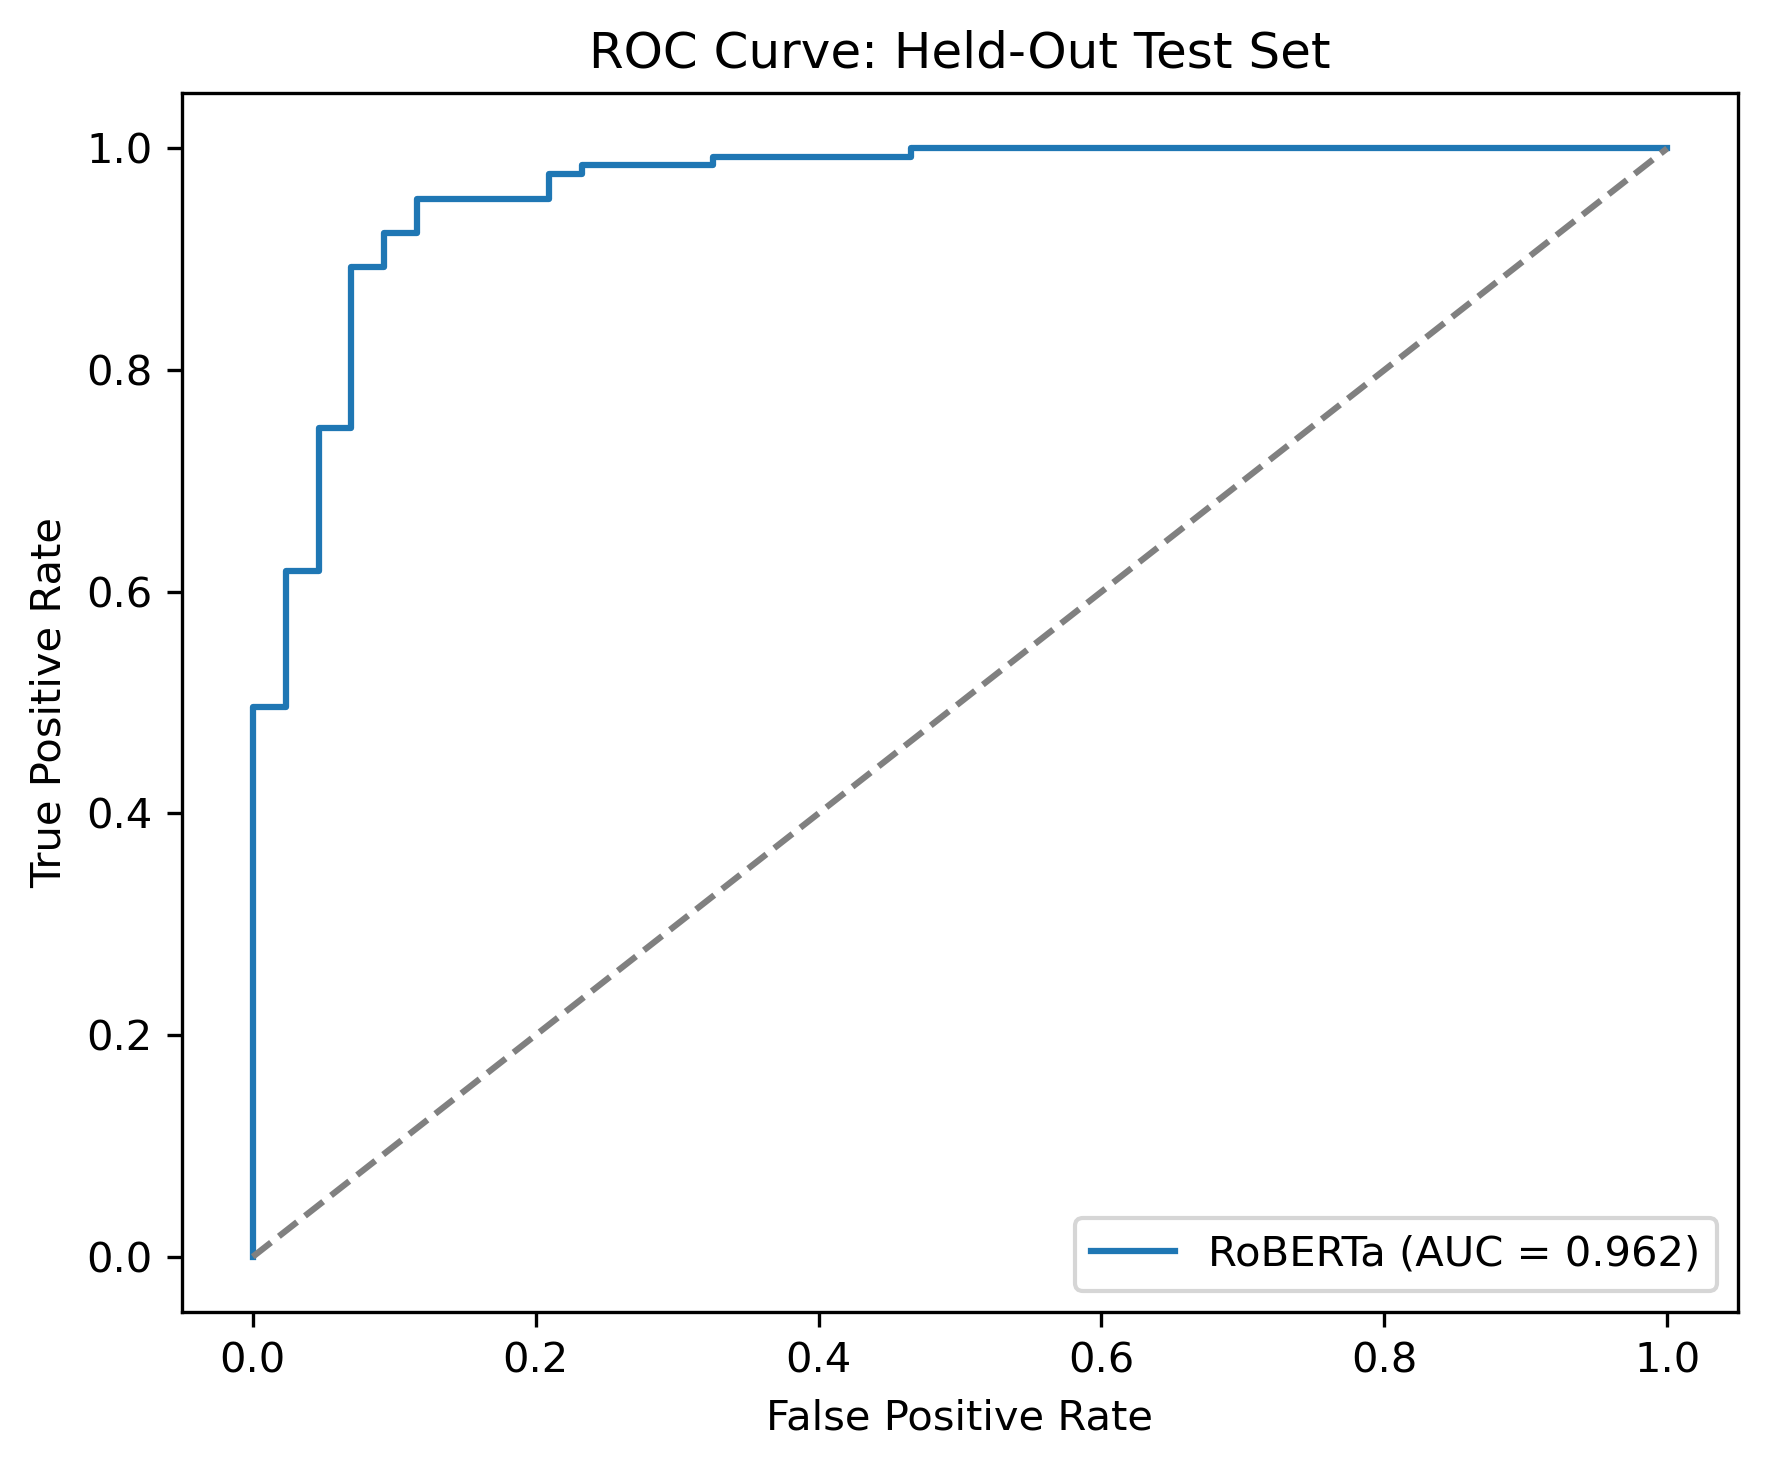 ROC Curve: Held-Out Test Set
True Positive Rate
1.0
0.8
0.6
0.4
0.2
0.0
RoBERTa (AUC = 0.962)
0.0 0.2 0.4 0.6 0.8 1.0
False Positive Rate